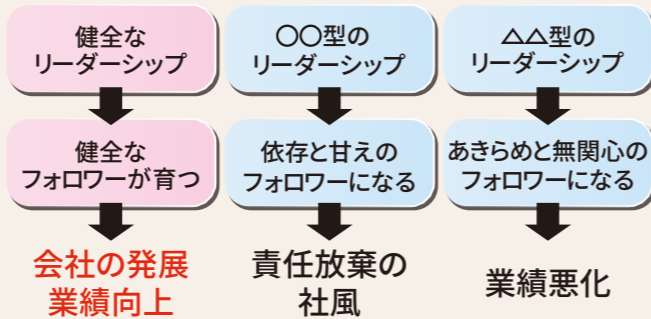 健全な
リーダーシップ
健全な
フォロワーが育つ
会社の発展
業績向上
〇〇型の
リーダーシップ
依存と甘えの
フォロワーになる
責任放棄の
社風
△△型の
リーダーシップ
あきらめと無関心の
フォロワーになる
業績悪化